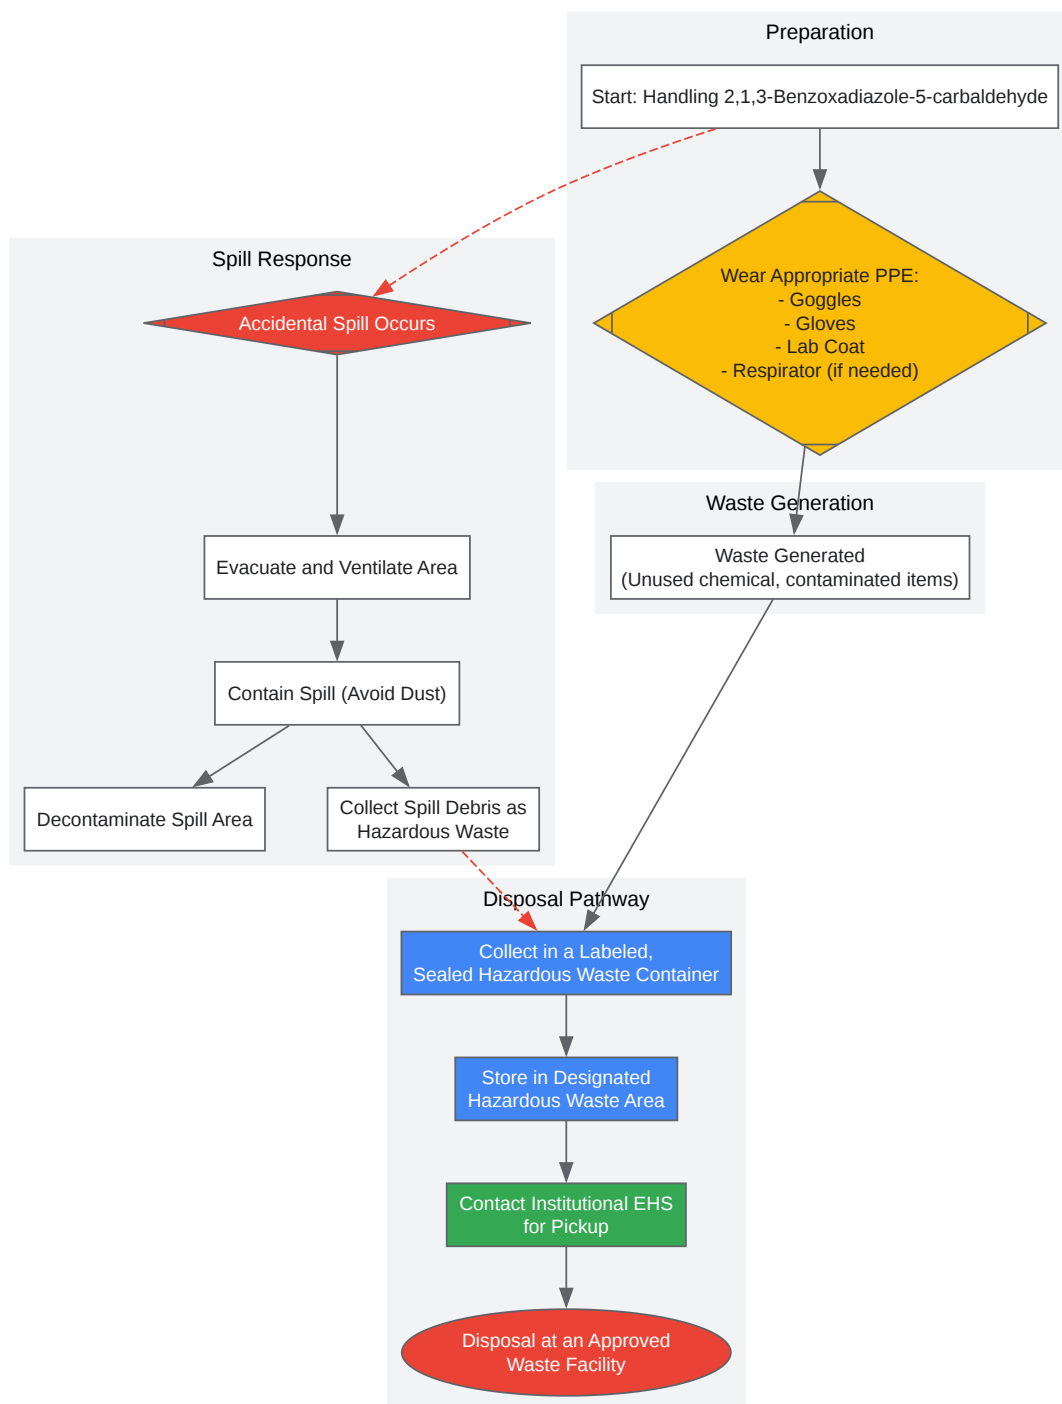 Preparation
Start: Handling 2,1,3-Benzoxadiazole-5-carbaldehyde
Wear Appropriate PPE:
- Goggles
- Gloves
- Lab Coat
- Respirator (if needed)
Spill Response
Accidental Spill Occurs
Evacuate and Ventilate Area
Contain Spill (Avoid Dust)
Decontaminate Spill Area
Collect Spill Debris as
Hazardous Waste
Waste Generation
Waste Generated
(Unused chemical, contaminated items)
Disposal Pathway
Collect in a Labeled,
Sealed Hazardous Waste Container
Store in Designated
Hazardous Waste Area
Contact Institutional EHS
for Pickup
Disposal at an Approved
Waste Facility